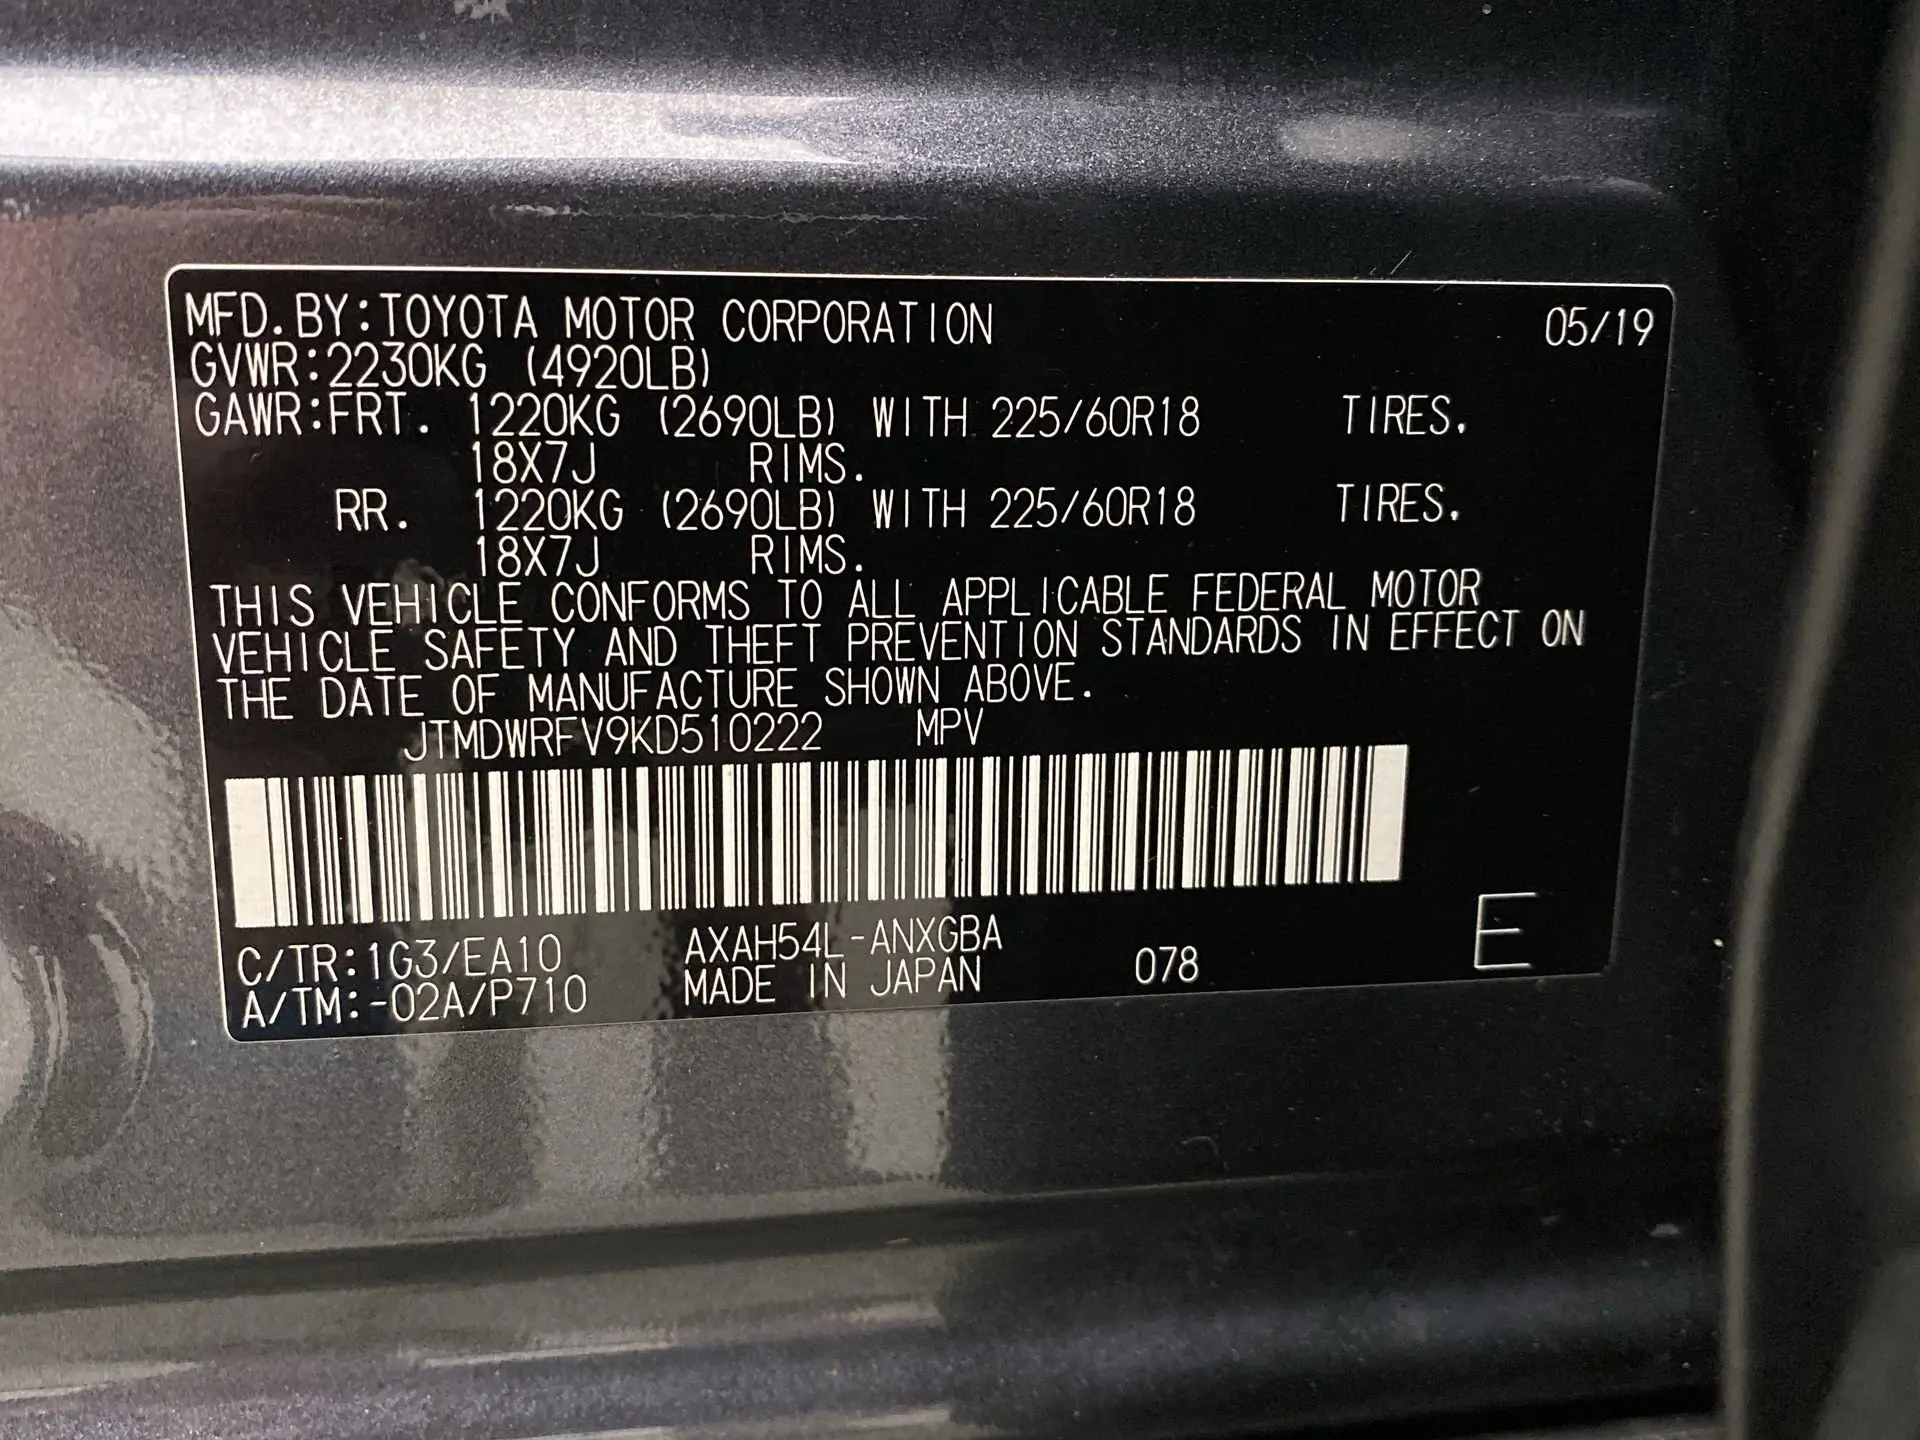 MFD.BY:TOYOTA MOTOR CORPORATION 05/19
GVWR:2230KG (4920LB)
GAWR:FRT. 1220KG (2690LB) WITH 225/60R18 TIRES.
18X7J RIMS.
RR. 1220KG (2690LB) WITH 225/60R18 TIRES.
18X7J RIMS.
THIS VEHICLE CONFORMS TO ALL APPLICABLE FEDERAL MOTOR
VEHICLE SAFETY AND THEFT PREVENTION STANDARDS IN EFFECT ON
THE DATE OF MANUFACTURE SHOWN ABOVE.
JTMDWRFV9KD510222 MPV
C/TR:1G3/EA10 AXAH54L-ANXGBA
A/TM:-02A/P710 MADE IN JAPAN 078 E